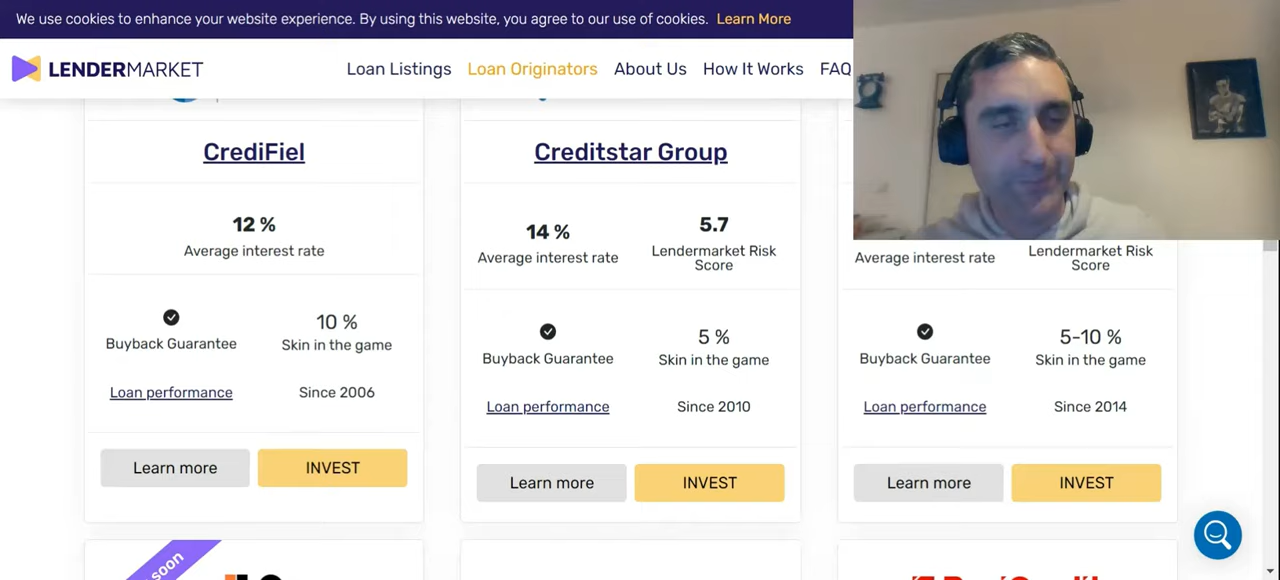 We use cookies to enhance your website experience. By using this website, you agree to our use of cookies. Learn More
LENDERMARKET
Loan Listings Loan Originators About Us How It Works FAQ
CrediFiel
12 %
Average interest rate
Buyback Guarantee
10 %
Skin in the game
Loan performance
Since 2006
Learn more
INVEST
Creditstar Group
14 %
Average interest rate
5.7
Lendermarket Risk
Score
Buyback Guarantee
5 %
Skin in the game
Loan performance
Since 2010
Learn more
INVEST
Average interest rate
Lendermarket Risk
Score
Buyback Guarantee
5-10 %
Skin in the game
Loan performance
Since 2014
Learn more
INVEST
soon